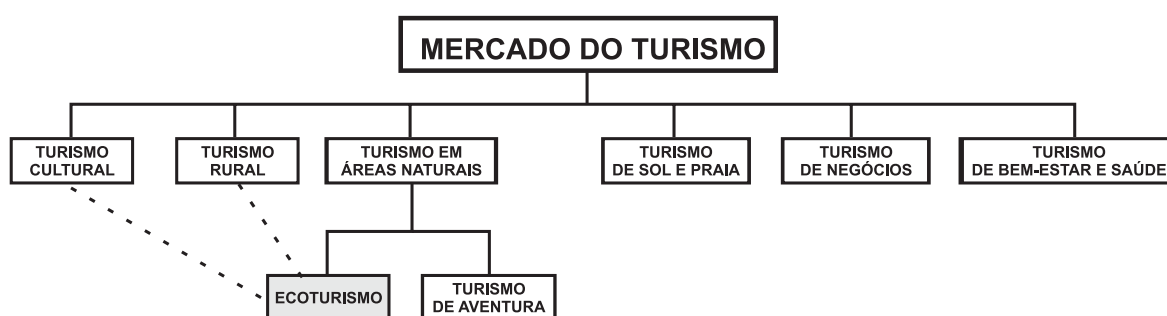 MERCADO DO TURISMO
TURISMO
CULTURAL
TURISMO
RURAL
TURISMO EM
ÁREAS NATURAIS
TURISMO
DE SOL E PRAIA
TURISMO
DE NEGÓCIOS
TURISMO
DE BEM-ESTAR E SAÚDE
ECOTURISMO
TURISMO
DE AVENTURA